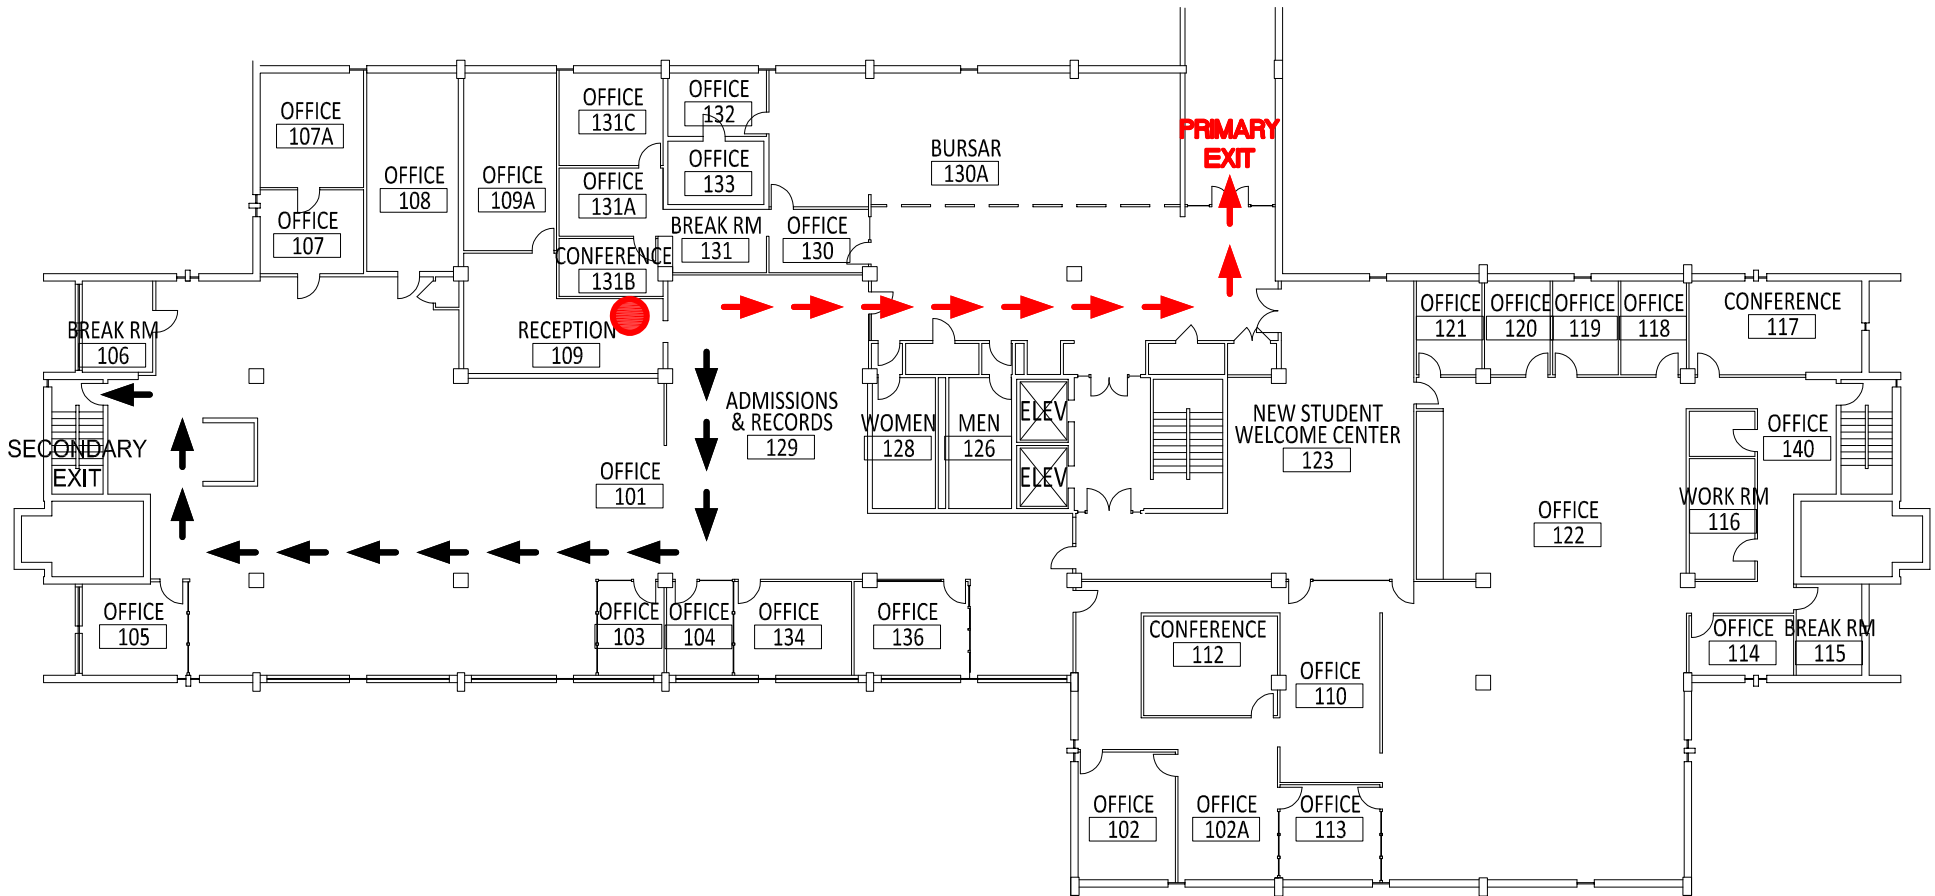 OFFICE
107A
OFFICE
107
OFFICE
108
OFFICE
109A
OFFICE
131C
OFFICE
131A
CONFERENCE
131B
OFFICE
132
OFFICE
133
BREAK RM
131
OFFICE
130
BURSAR
130A
PRIMARY
EXIT
BREAK RM
106
RECEPTION
109
SECONDARY
EXIT
ADMISSIONS
& RECORDS
129
OFFICE
101
WOMEN
128
MEN
126
ELEV
ELEV
NEW STUDENT
WELCOME CENTER
123
OFFICE
121
OFFICE
120
OFFICE
119
OFFICE
118
CONFERENCE
117
OFFICE
140
WORK RM
116
OFFICE
122
OFFICE
105
OFFICE
103
OFFICE
104
OFFICE
134
OFFICE
136
CONFERENCE
112
OFFICE
110
OFFICE
114
BREAK RM
115
OFFICE
102
OFFICE
102A
OFFICE
113